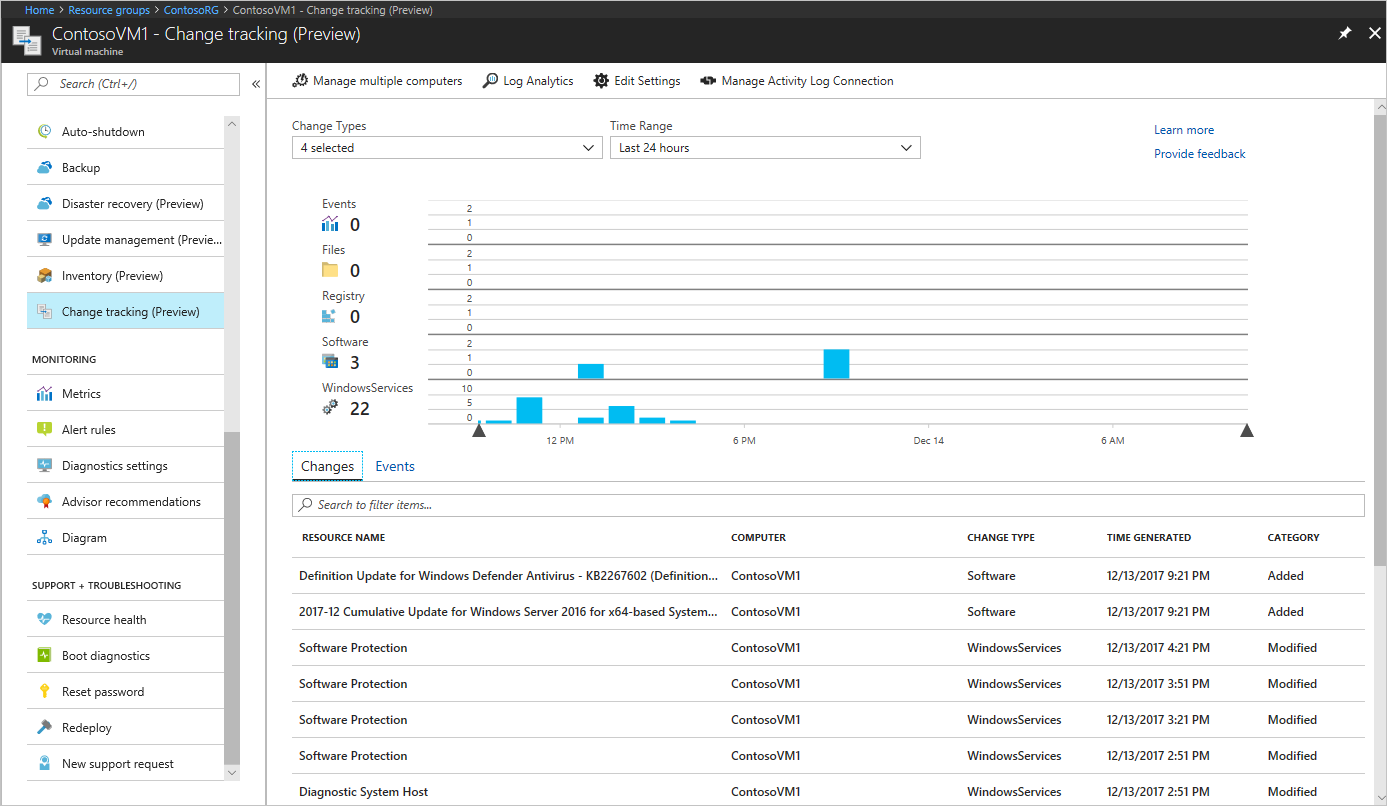 Home > Resource groups > ContosoRG > ContosoVM1 - Change tracking (Preview)
ContosoVM1 - Change tracking (Preview)
Virtual machine
Search (Ctrl+/)
«
Auto-shutdown
Backup
Disaster recovery (Preview)
Update management (Previe...
Inventory (Preview)
Change tracking (Preview)
MONITORING
Metrics
Alert rules
Diagnostics settings
Advisor recommendations
Diagram
SUPPORT + TROUBLESHOOTING
Resource health
Boot diagnostics
Reset password
Redeploy
New support request
Manage multiple computers Log Analytics Edit Settings Manage Activity Log Connection
Change Types Time Range
4 selected Last 24 hours
Learn more
Provide feedback
Events
0
2
1
0
Files
0
2
1
0
Registry
0
2
1
0
Software
3
2
1
0
WindowsServices
22
10
5
0
12 PM 6 PM Dec 14 6 AM
Changes Events
Search to filter items...
RESOURCE NAME COMPUTER CHANGE TYPE TIME GENERATED CATEGORY
Definition Update for Windows Defender Antivirus - KB2267602 (Definition... ContosoVM1 Software 12/13/2017 9:21 PM Added
2017-12 Cumulative Update for Windows Server 2016 for x64-based System... ContosoVM1 Software 12/13/2017 9:21 PM Added
Software Protection ContosoVM1 WindowsServices 12/13/2017 4:21 PM Modified
Software Protection ContosoVM1 WindowsServices 12/13/2017 3:51 PM Modified
Software Protection ContosoVM1 WindowsServices 12/13/2017 3:21 PM Modified
Software Protection ContosoVM1 WindowsServices 12/13/2017 2:51 PM Modified
Diagnostic System Host ContosoVM1 WindowsServices 12/13/2017 2:51 PM Modified